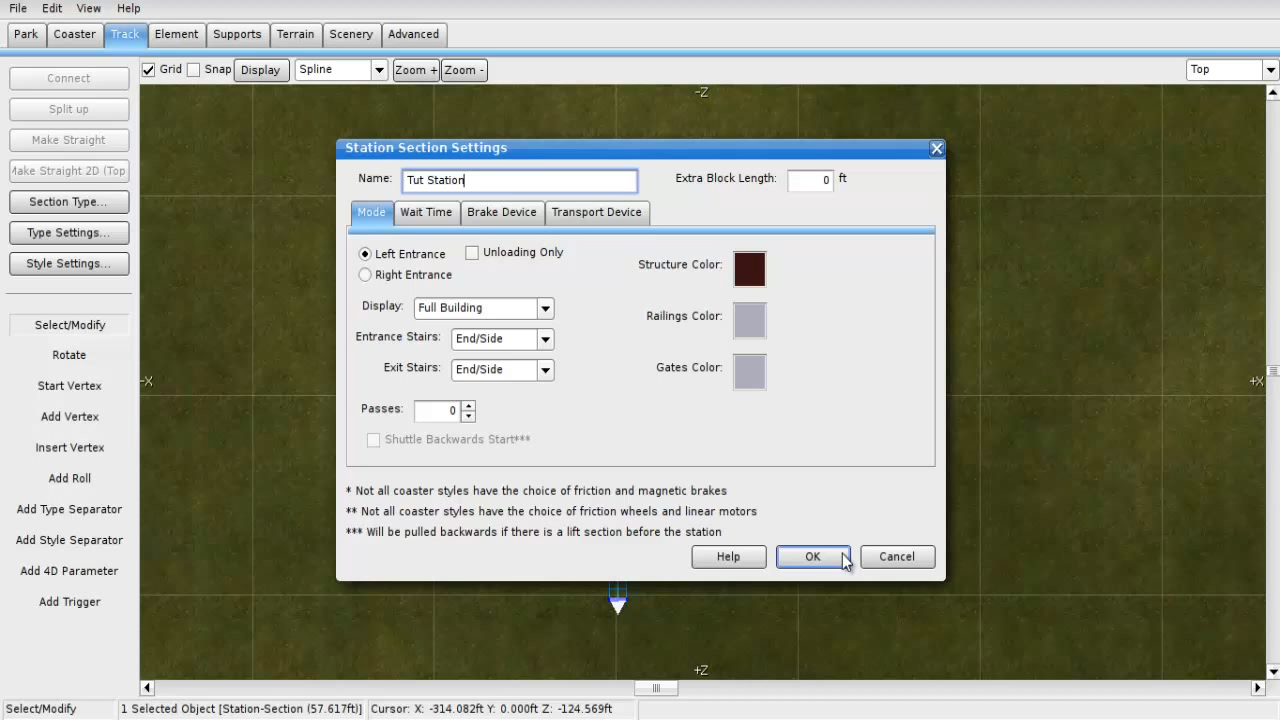 File Edit View Help
Park Coaster Track Element Supports Terrain Scenery Advanced
Connect
Split up
Make Straight
Make Straight 2D (Top
Section Type...
Type Settings...
Style Settings...
Select/Modify
Rotate
Start Vertex
Add Vertex
Insert Vertex
Add Roll
Add Type Separator
Add Style Separator
Add 4D Parameter
Add Trigger
Grid Snap Display Spline Zoom + Zoom - Top
-Z
-X
+X
+Z
Station Section Settings
Name: Tut Station Extra Block Length: 0 ft
Mode Wait Time Brake Device Transport Device
Left Entrance Unloading Only
Right Entrance
Display: Full Building
Entrance Stairs: End/Side
Exit Stairs: End/Side
Passes: 0
Shuttle Backwards Start***
Structure Color:
Railings Color:
Gates Color:
* Not all coaster styles have the choice of friction and magnetic brakes
** Not all coaster styles have the choice of friction wheels and linear motors
*** Will be pulled backwards if there is a lift section before the station
Help OK Cancel
Select/Modify 1 Selected Object [Station-Section (57.617ft)] Cursor: X: -314.082ft Y: 0.000ft Z: -124.569ft